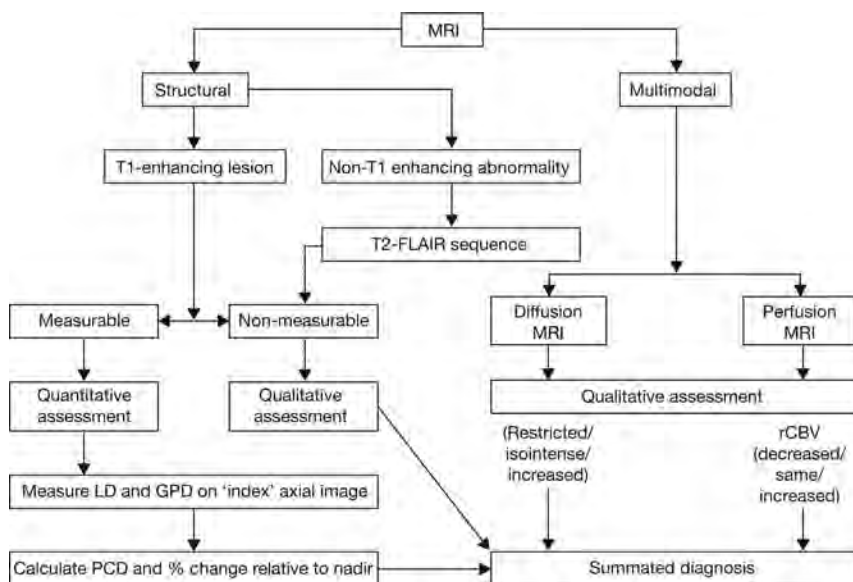 MRI
Structural
Multimodal
T1-enhancing lesion
Non-T1 enhancing abnormality
T2-FLAIR sequence
Measurable
Non-measurable
Diffusion
MRI
Perfusion
MRI
Quantitative
assessment
Qualitative
assessment
Qualitative assessment
(Restricted/
isointense/
increased)
rCBV
(decreased/
same/
increased)
Measure LD and GPD on ‘index’ axial image
Calculate PCD and % change relative to nadir
Summated diagnosis